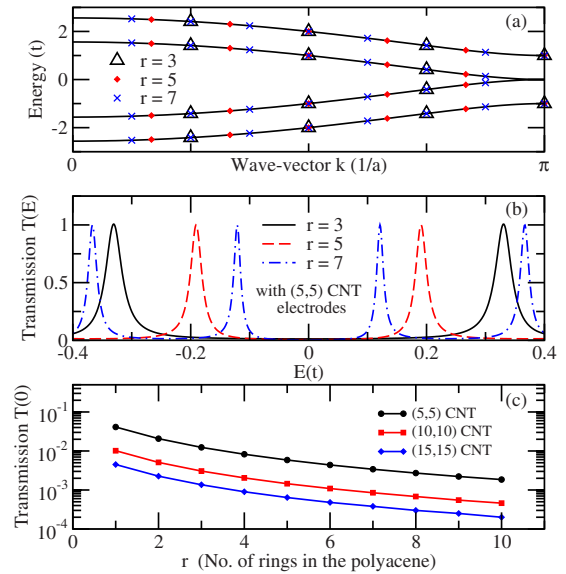 (a)
Energy (t)
2
0
-2
r = 3
r = 5
r = 7
0
Wave-vector k (1/a)
π
(b)
Transmission T(E)
1
0.5
0
r = 3
r = 5
r = 7
with (5,5) CNT
electrodes
-0.4
-0.2
0
0.2
0.4
E(t)
(c)
Transmission T(0)
10-1
10-2
10-3
10-4
(5,5) CNT
(10,10) CNT
(15,15) CNT
0
2
4
6
8
10
r (No. of rings in the polyacene)